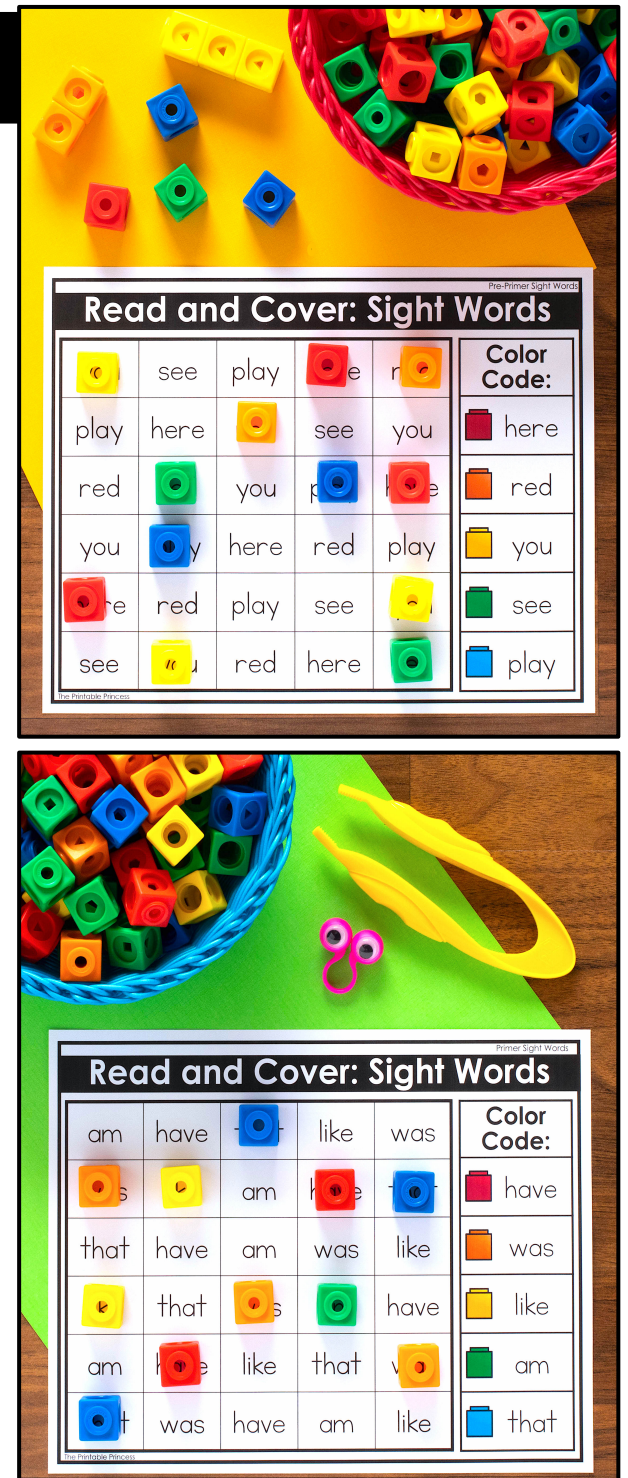 Pre-Primer Sight Words
Read and Cover: Sight Words
see play
play here see you
red you
you here red play
red play see
see red here
Color
Code:
here
red
you
see
play
The Printable Princess
Primer Sight Words
Read and Cover: Sight Words
am have like was
am
that have am was like
that have
am like that
was have am like
Color
Code:
have
was
like
am
that
The Printable Princess